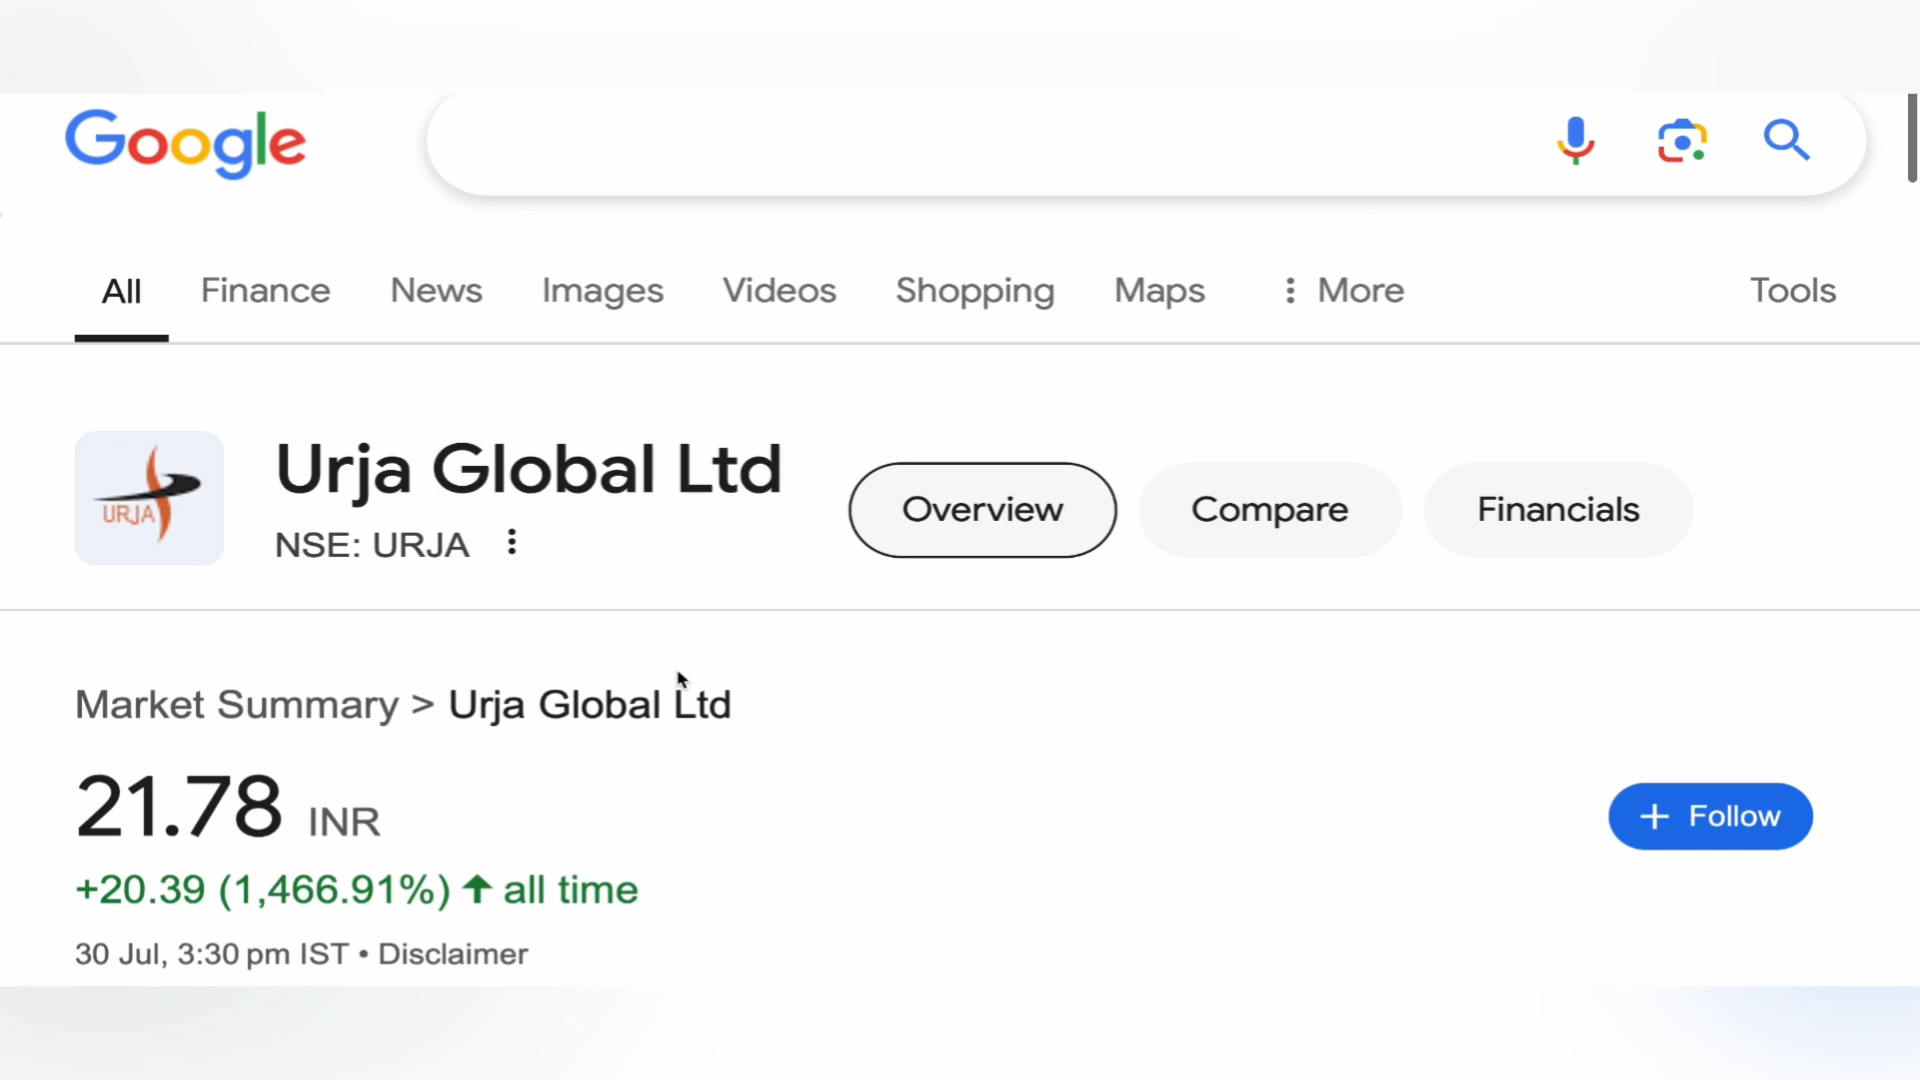 Google
All Finance News Images Videos Shopping Maps More Tools
URJA
Urja Global Ltd
NSE: URJA
Overview Compare Financials
Market Summary > Urja Global Ltd
21.78 INR
+ Follow
+20.39 (1,466.91%) ↑ all time
30 Jul, 3:30 pm IST • Disclaimer